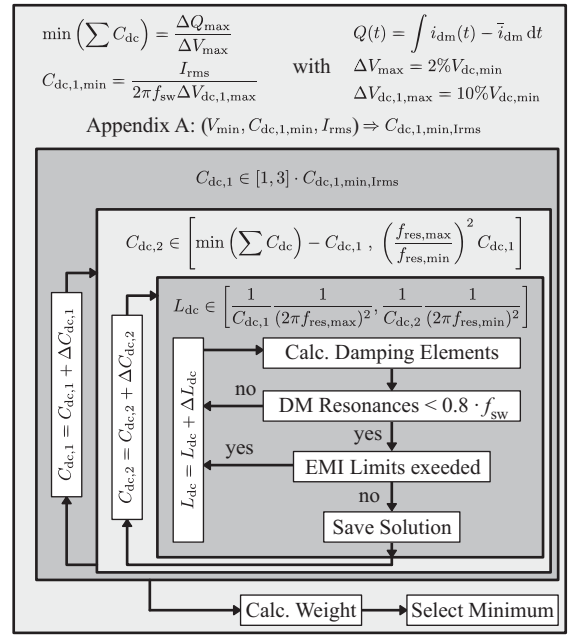 min (∑ C_dc) = ΔQ_max / ΔV_max
Q(t) = ∫ i_dm(t) − i̅_dm dt
C_dc,1,min = I_rms / (2πf_sw ΔV_dc,1,max)
with
ΔV_max = 2%V_dc,min
ΔV_dc,1,max = 10%V_dc,min
Appendix A: (V_min, C_dc,1,min, I_rms) ⇒ C_dc,1,min,Irms
C_dc,1 ∈ [1, 3] · C_dc,1,min,Irms
C_dc,2 ∈ [min (∑ C_dc) − C_dc,1 , (f_res,max / f_res,min)² C_dc,1]
L_dc ∈ [1/C_dc,1 1/(2πf_res,max)², 1/C_dc,2 1/(2πf_res,min)²]
C_dc,1 = C_dc,1 + ΔC_dc,1
C_dc,2 = C_dc,2 + ΔC_dc,2
L_dc = L_dc + ΔL_dc
Calc. Damping Elements
no
DM Resonances < 0.8 · f_sw
yes
yes
EMI Limits exeeded
no
Save Solution
Calc. Weight
Select Minimum